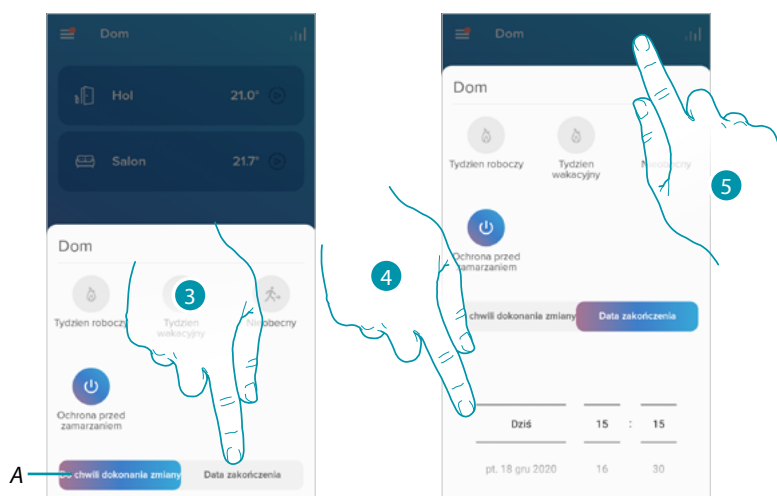 Dom
Hol 21.0°
Salon 21.7°
Dom
3
Tydzien roboczy
Tydzien
wakacyjny
Nieobecny
Ochrona przed
zamarzaniem
A
Do chwili dokonania zmiany
Data zakończenia
4
Dom
Dom
Tydzien roboczy
Tydzien
wakacyjny
5
Ochrona przed
zamarzaniem
chwili dokonania zmiany
Data zakończenia
Dziś 15 : 15
pt. 18 gru 2020 16 30